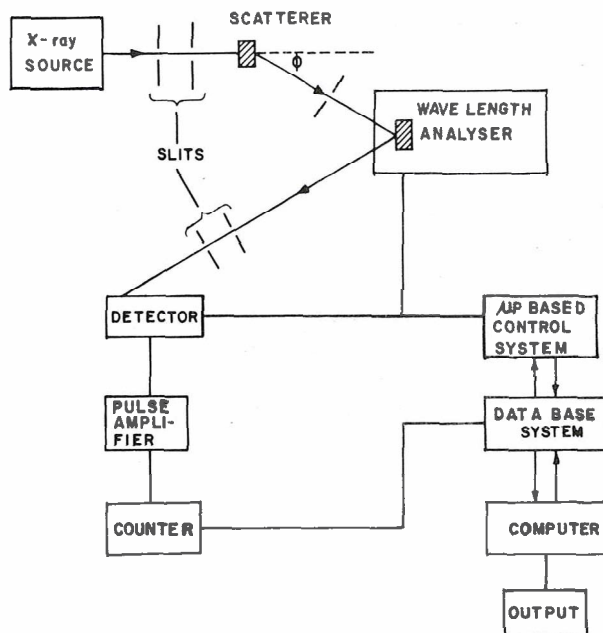 SCATTERER
X-ray
SOURCE
ϕ
WAVE LENGTH
ANALYSER
SLITS
DETECTOR
μP BASED
CONTROL
SYSTEM
PULSE
AMPLI-
FIER
DATA BASE
SYSTEM
COUNTER
COMPUTER
OUTPUT